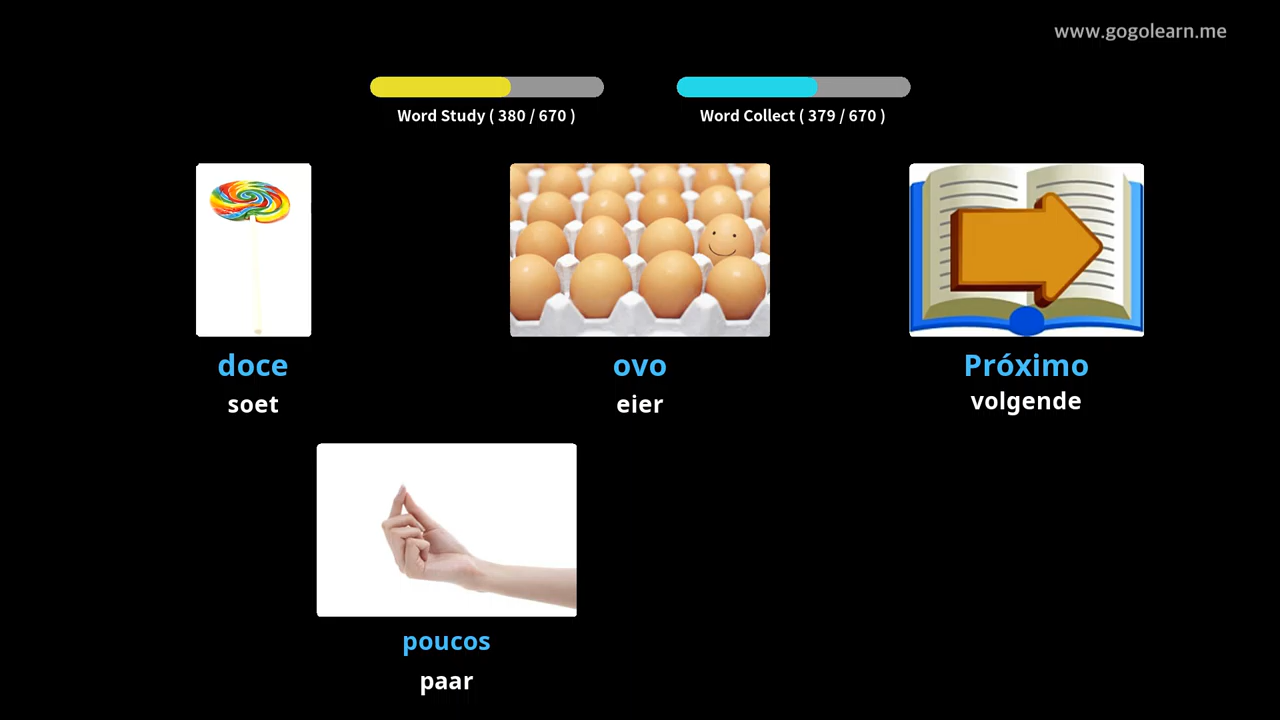 www.gogolearn.me
Word Study ( 380 / 670 )
Word Collect ( 379 / 670 )
doce
soet
ovo
eier
Próximo
volgende
poucos
paar